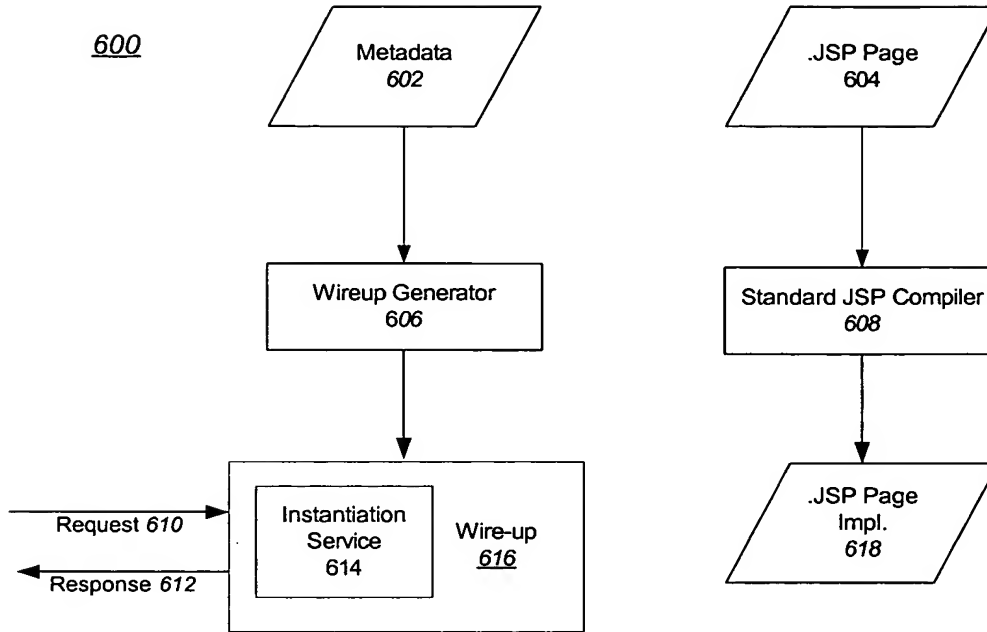 600
Metadata
602
.JSP Page
604
Wireup Generator
606
Standard JSP Compiler
608
Request 610
Response 612
Instantiation
Service
614
Wire-up
616
.JSP Page
Impl.
618